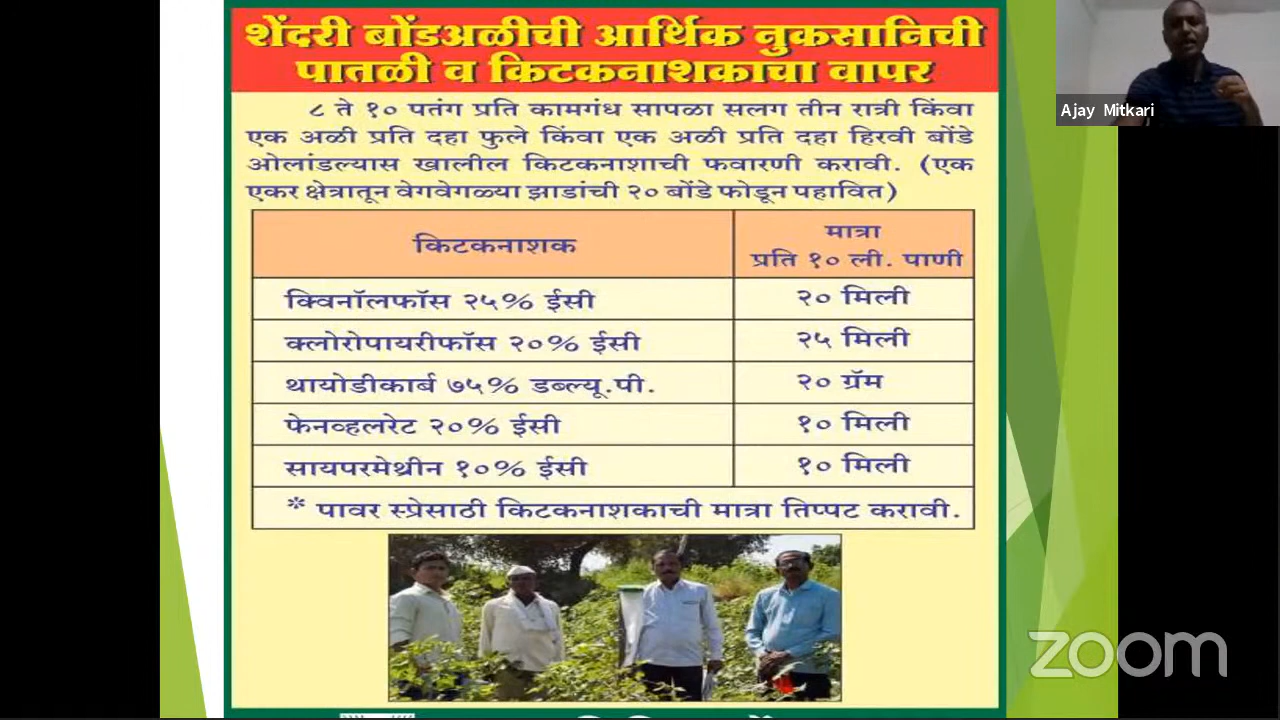 शेंदरी बोंडअळीची आर्थिक नुकसानिची
पातळी व किटकनाशकाचा वापर
८ ते १० पतंग प्रति कामगंध सापळा सलग तीन रात्री किंवा
एक अळी प्रति दहा फुले किंवा एक अळी प्रति दहा हिरवी बोंडे
ओलांडल्यास खालील किटकनाशाची फवारणी करावी. (एक
एकर क्षेत्रातून वेगवेगळ्या झाडांची २० बोंडे फोडून पहावित)
किटकनाशक
मात्रा
प्रति १० ली. पाणी
क्विनॉलफॉस २५% ईसी २० मिली
क्लोरोपायरीफॉस २०% ईसी २५ मिली
थायोडीकार्ब ७५% डब्ल्यू.पी. २० ग्रॅम
फेनव्हलरेट २०% ईसी १० मिली
सायपरमेथ्रीन १०% ईसी १० मिली
* पावर स्प्रेसाठी किटकनाशकाची मात्रा तिप्पट करावी.
Ajay Mitkari
zoom